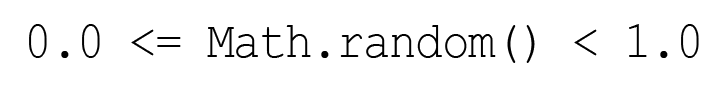 0.0 <= Math.random() < 1.0